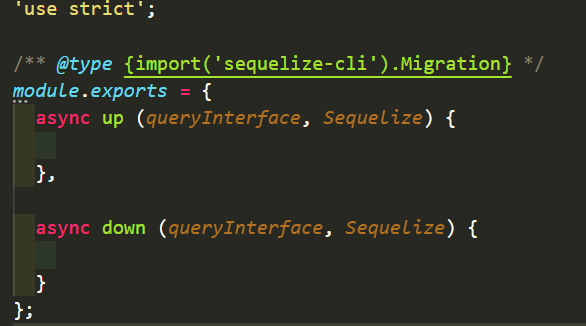 'use strict';
/** @type {import('sequelize-cli').Migration} */
module.exports = {
async up (queryInterface, Sequelize) {
},
async down (queryInterface, Sequelize) {
}
};